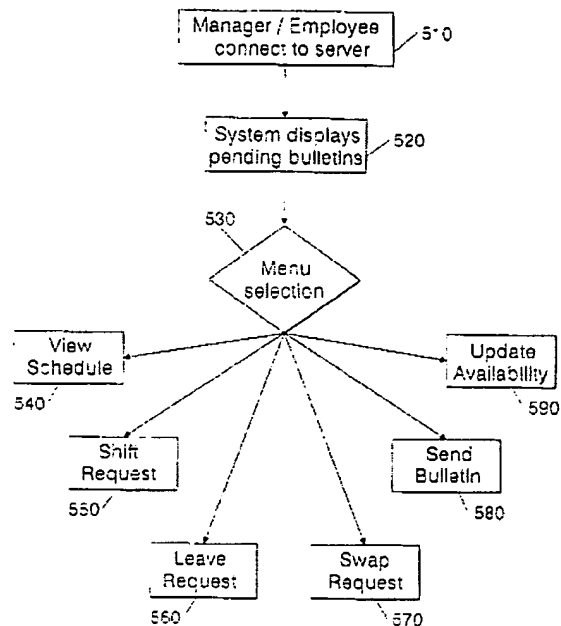 Manager / Employee
connect to server
510
System displays
pending bulletins
520
530
Menu
selection
View
Schedule
540
Update
Availability
590
Shift
Request
550
Send
Bulletin
580
Leave
Request
560
Swap
Request
570